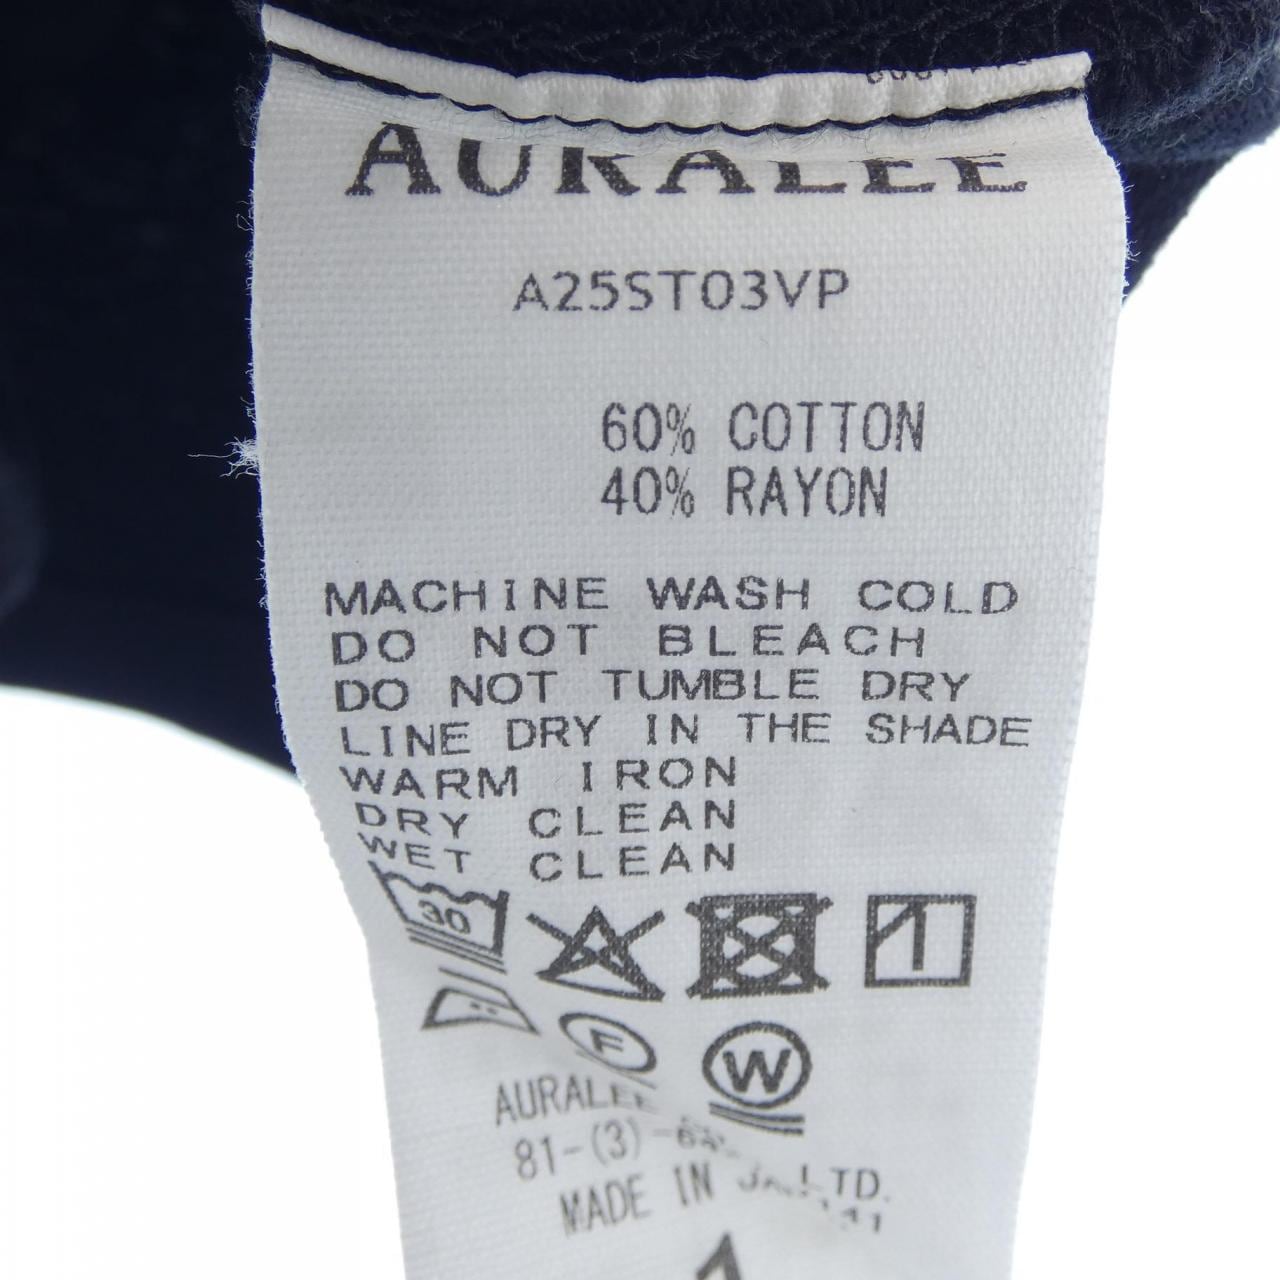 AURALEE
A25ST03VP
60% COTTON
40% RAYON
MACHINE WASH COLD
DO NOT BLEACH
DO NOT TUMBLE DRY
LINE DRY IN THE SHADE
WARM IRON
DRY CLEAN
WET CLEAN
30
F
W
AURALEE LTD.
81-(3)
MADE IN
1